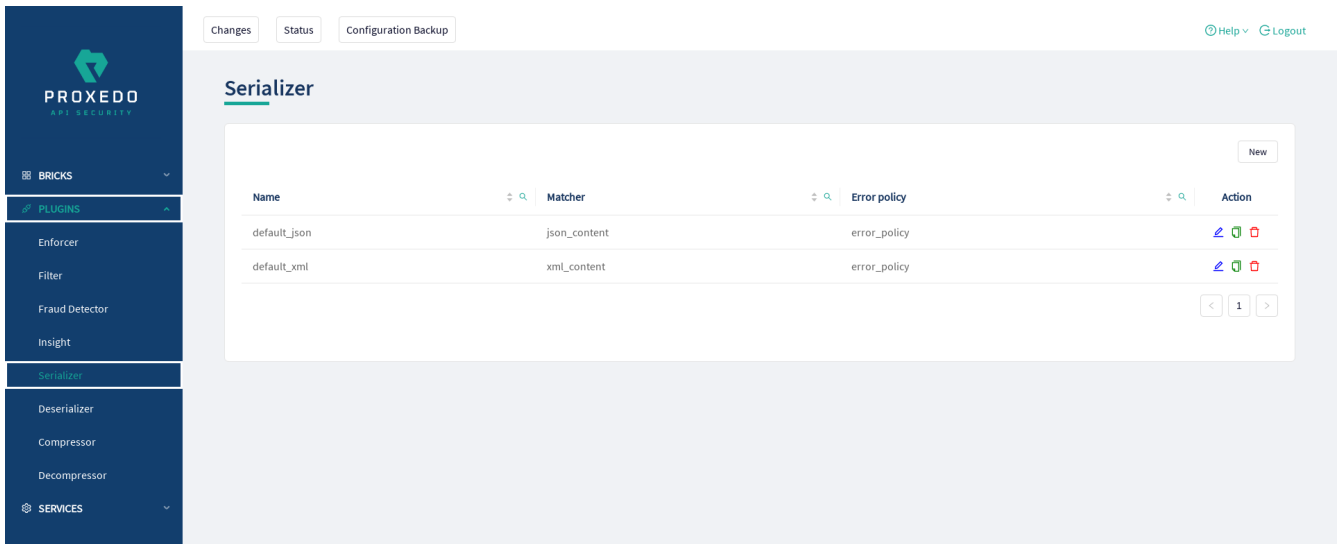 Changes Status Configuration Backup Help Logout
PROXEDO
API SECURITY
Serializer
New
BRICKS
PLUGINS
Enforcer
Filter
Fraud Detector
Insight
Serializer
Deserializer
Compressor
Decompressor
SERVICES
Name Matcher Error policy Action
default_json json_content error_policy
default_xml xml_content error_policy
< 1 >